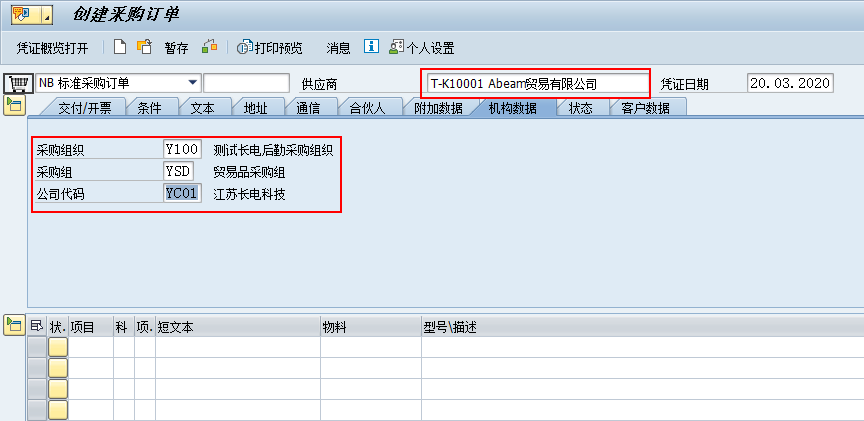 创建采购订单
凭证概览打开 暂存 打印预览 消息 个人设置
NB 标准采购订单 供应商 T-K10001 Abeam贸易有限公司 凭证日期 20.03.2020
交付/开票 条件 文本 地址 通信 合伙人 附加数据 机构数据 状态 客户数据
采购组织 Y100 测试长电后勤采购组织
采购组 YSD 贸易品采购组
公司代码 YC01 江苏长电科技
状. 项目 科 项. 短文本 物料 型号\描述